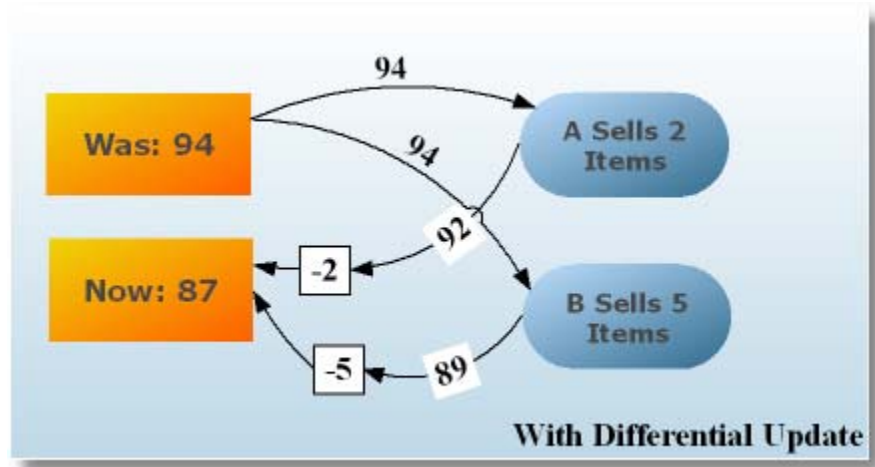 94
Was: 94
A Sells 2
Items
94
92
-2
Now: 87
B Sells 5
Items
-5
89
With Differential Update